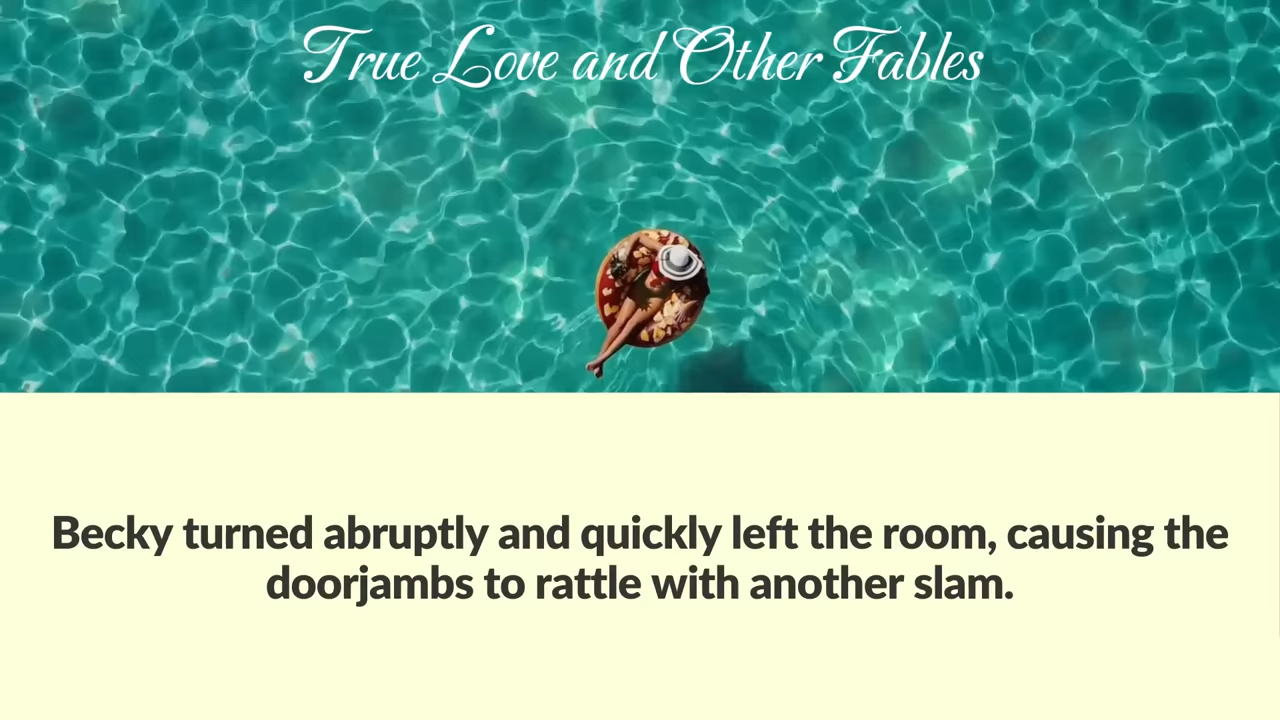 True Love and Other Fables
Becky turned abruptly and quickly left the room, causing the
doorjambs to rattle with another slam.